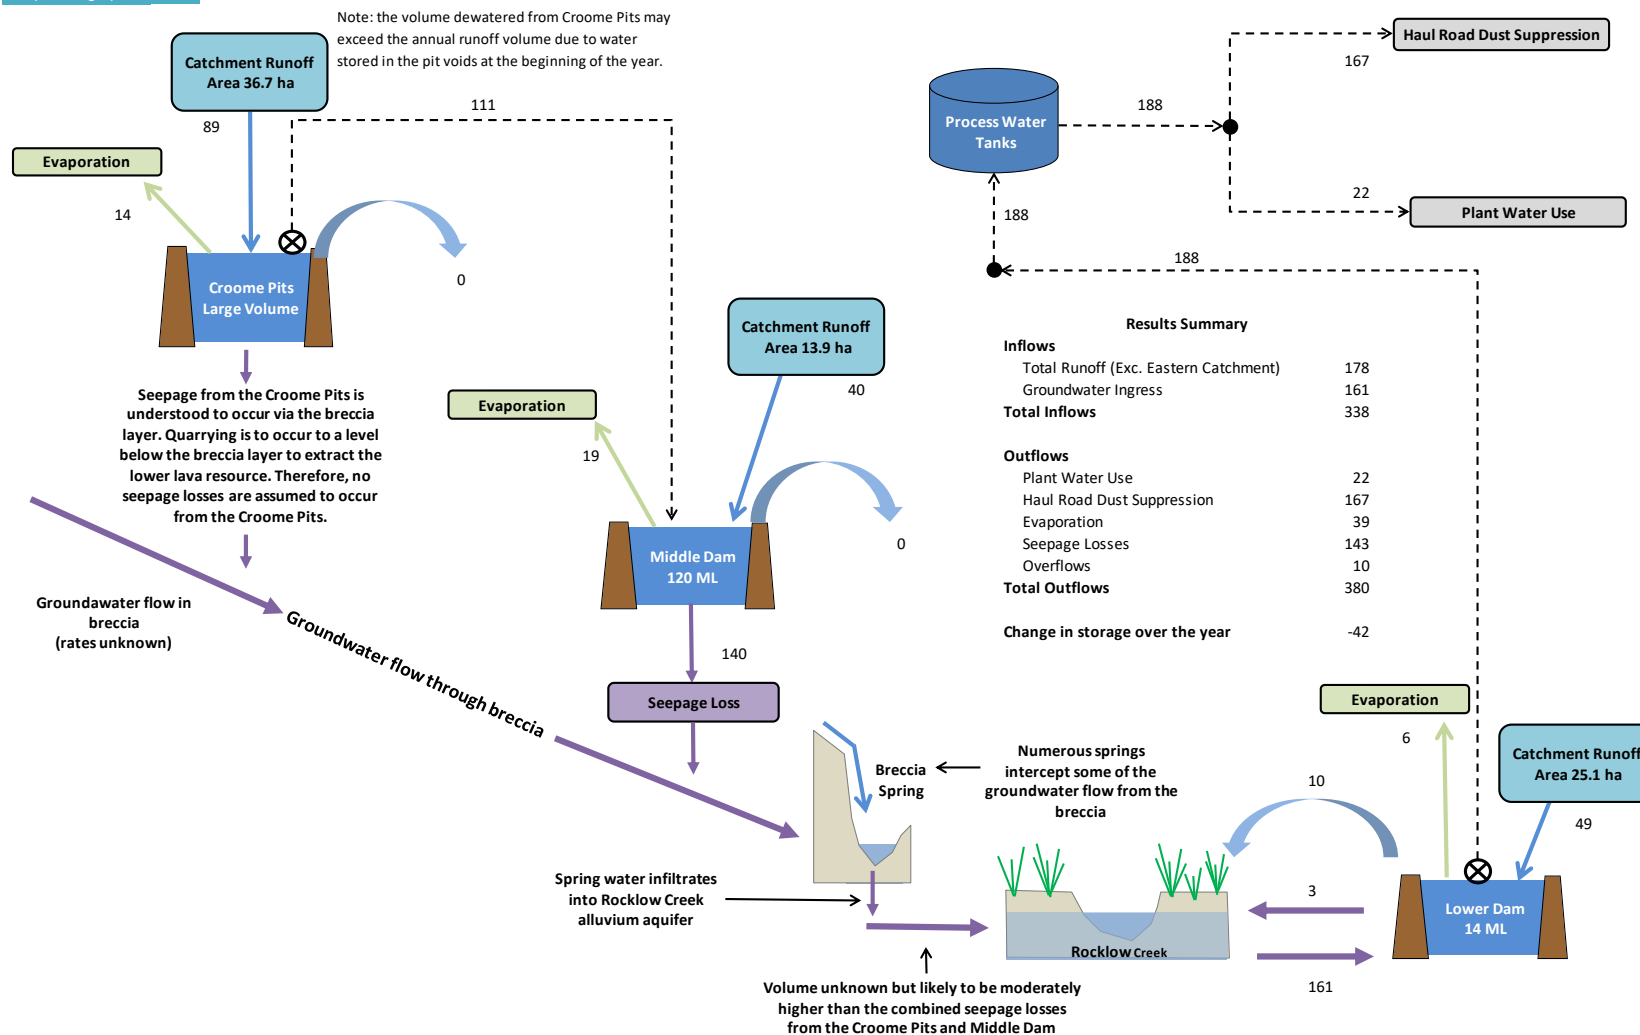 Note: the volume dewatered from Croome Pits may
exceed the annual runoff volume due to water
stored in the pit voids at the beginning of the year.
Catchment Runoff
Area 36.7 ha
89
111
Evaporation
14
0
Croome Pits
Large Volume
Seepage from the Croome Pits is
understood to occur via the breccia
layer. Quarrying is to occur to a level
below the breccia layer to extract the
lower lava resource. Therefore, no
seepage losses are assumed to occur
from the Croome Pits.
Groundawater flow in
breccia
(rates unknown)
Groundwater flow through breccia
Haul Road Dust Suppression
167
Process Water
Tanks
188
22
Plant Water Use
188
188
Catchment Runoff
Area 13.9 ha
40
Evaporation
19
0
Middle Dam
120 ML
140
Seepage Loss
Results Summary
Inflows
Total Runoff (Exc. Eastern Catchment) 178
Groundwater Ingress 161
Total Inflows 338
Outflows
Plant Water Use 22
Haul Road Dust Suppression 167
Evaporation 39
Seepage Losses 143
Overflows 10
Total Outflows 380
Change in storage over the year -42
Evaporation
6
Catchment Runoff
Area 25.1 ha
49
10
Breccia
Spring
Numerous springs
intercept some of the
groundwater flow from the
breccia
Spring water infiltrates
into Rocklow Creek
alluvium aquifer
3
Lower Dam
14 ML
Rocklow Creek
161
Volume unknown but likely to be moderately
higher than the combined seepage losses
from the Croome Pits and Middle Dam